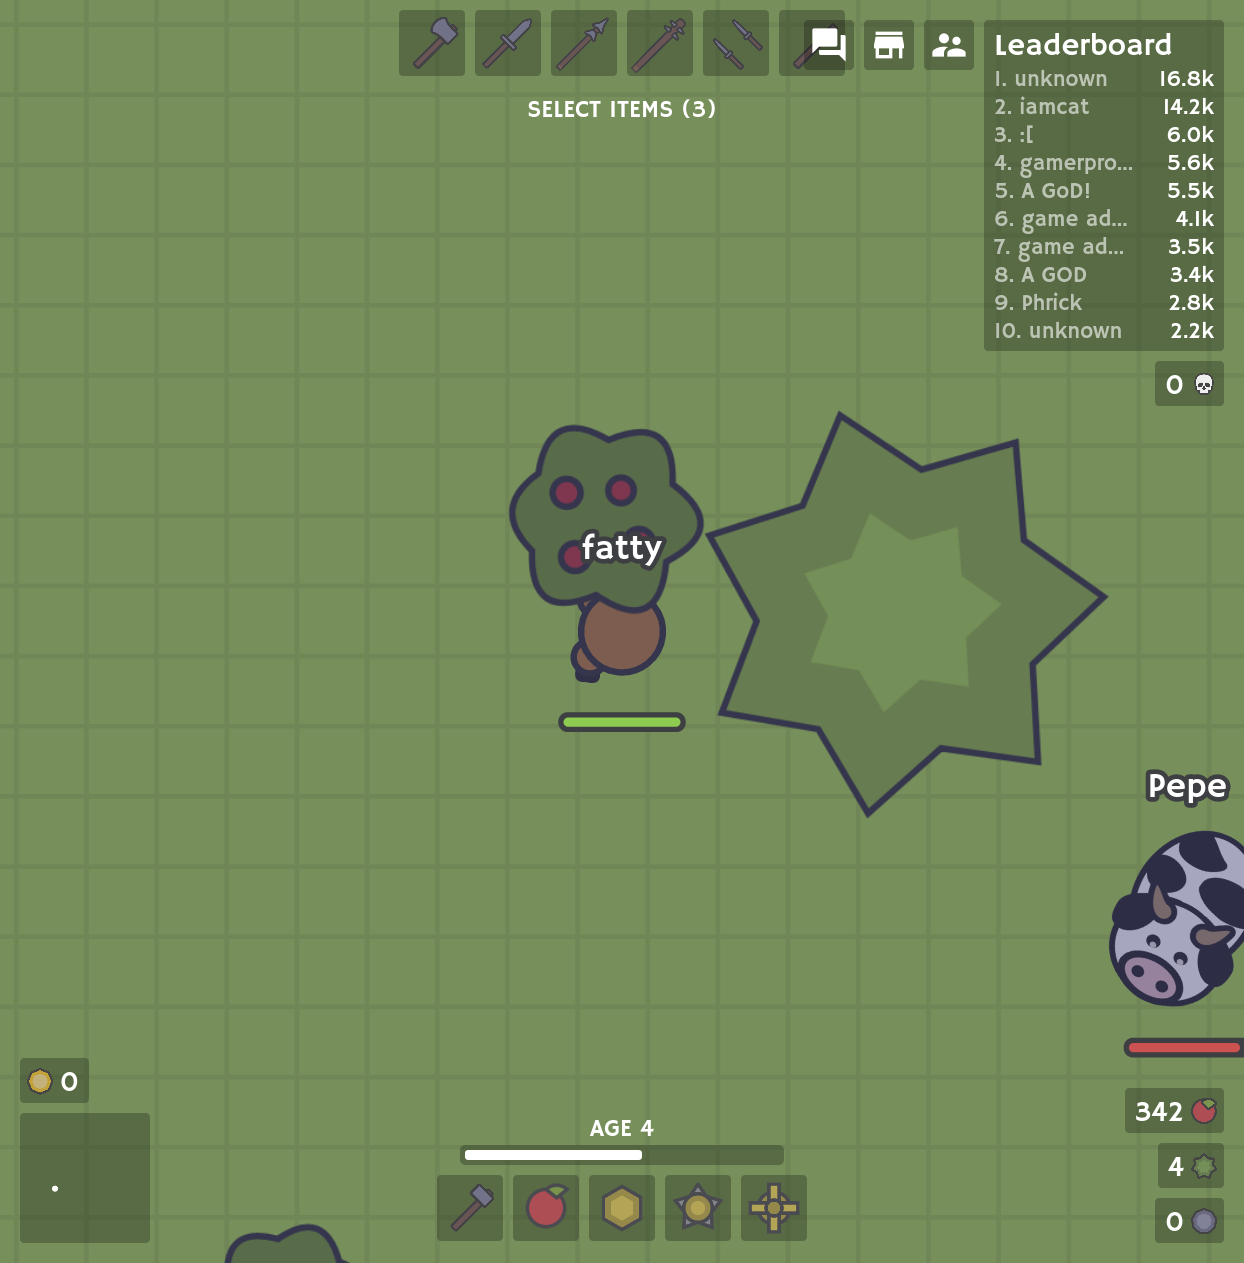 SELECT ITEMS (3)
Leaderboard
1. unknown 16.8k
2. iamcat 14.2k
3. :[ 6.0k
4. gamerpro... 5.6k
5. A GoD! 5.5k
6. game ad... 4.1k
7. game ad... 3.5k
8. A GOD 3.4k
9. Phrick 2.8k
10. unknown 2.2k
0
fatty
Pepe
0
342
AGE 4
4
0